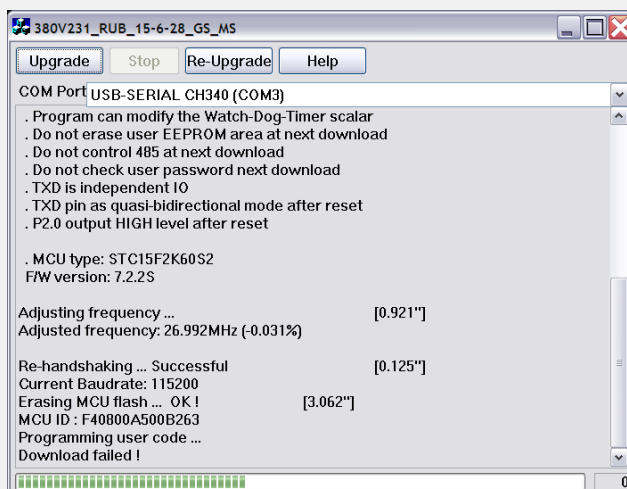 380V231_RUB_15-6-28_GS_MS
Upgrade Stop Re-Upgrade Help
COM Port USB-SERIAL CH340 (COM3)
. Program can modify the Watch-Dog-Timer scalar
. Do not erase user EEPROM area at next download
. Do not control 485 at next download
. Do not check user password next download
. TXD is independent IO
. TXD pin as quasi-bidirectional mode after reset
. P2.0 output HIGH level after reset
. MCU type: STC15F2K60S2
F/W version: 7.2.2S
Adjusting frequency ... [0.921"]
Adjusted frequency: 26.992MHz (-0.031%)
Re-handshaking ... Successful [0.125"]
Current Baudrate: 115200
Erasing MCU flash ... OK ! [3.062"]
MCU ID : F40800A500B263
Programming user code ...
Download failed !
0